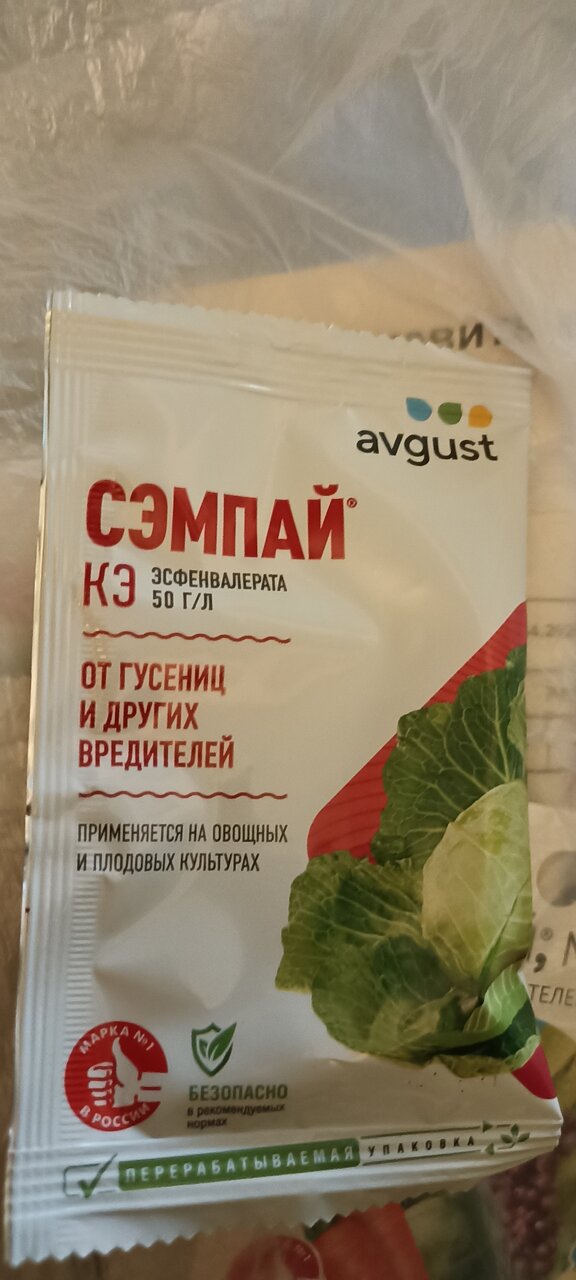 avgust
СЭМПАЙ®
КЭ ЭСФЕНВАЛЕРАТА
50 Г/Л
ОТ ГУСЕНИЦ
И ДРУГИХ
ВРЕДИТЕЛЕЙ
ПРИМЕНЯЕТСЯ НА ОВОЩНЫХ
И ПЛОДОВЫХ КУЛЬТУРАХ
МАРКА №1
В РОССИИ
БЕЗОПАСНО
в рекомендуемых
нормах
ПЕРЕРАБАТЫВАЕМАЯ УПАКОВКА